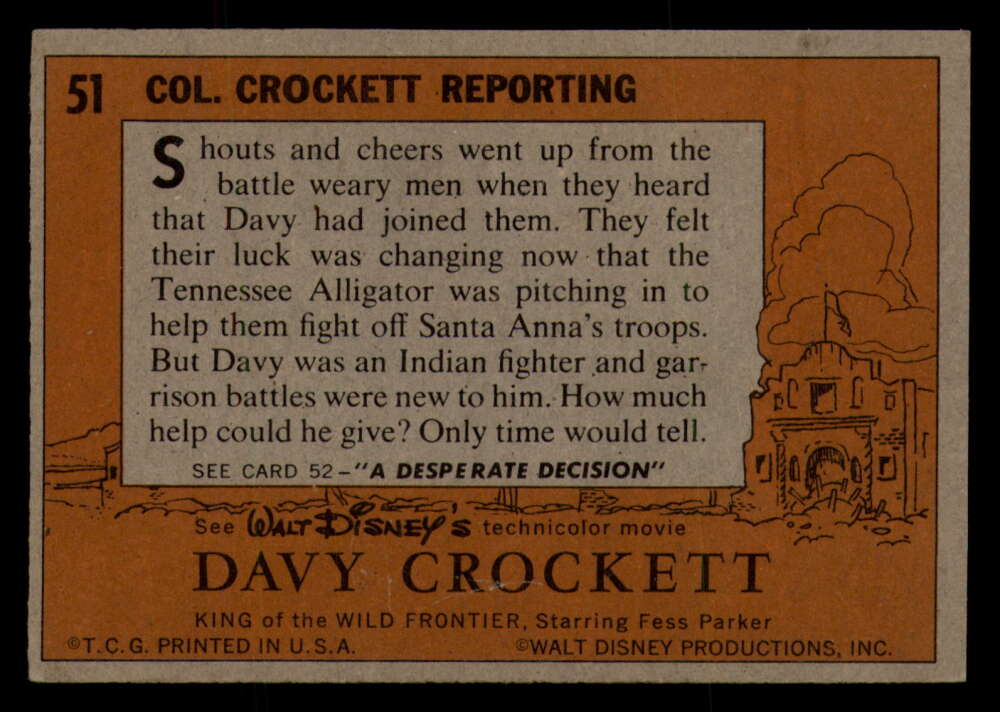 51 COL. CROCKETT REPORTING
Shouts and cheers went up from the
battle weary men when they heard
that Davy had joined them. They felt
their luck was changing now that the
Tennessee Alligator was pitching in to
help them fight off Santa Anna's troops.
But Davy was an Indian fighter and gar-
rison battles were new to him. How much
help could he give? Only time would tell.
SEE CARD 52–"A DESPERATE DECISION"
See WALT DISNEY'S technicolor movie
DAVY CROCKETT
KING of the WILD FRONTIER, Starring Fess Parker
©T.C.G. PRINTED IN U.S.A. ©WALT DISNEY PRODUCTIONS, INC.